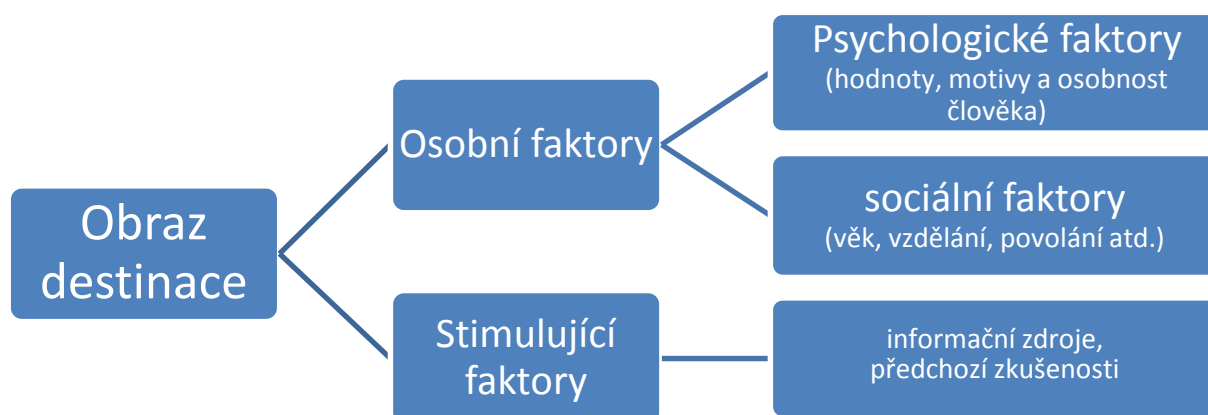 Obraz
destinace
Osobní faktory
Psychologické faktory
(hodnoty, motivy a osobnost
člověka)
sociální faktory
(věk, vzdělání, povolání atd.)
Stimulující
faktory
informační zdroje,
předchozí zkušenosti